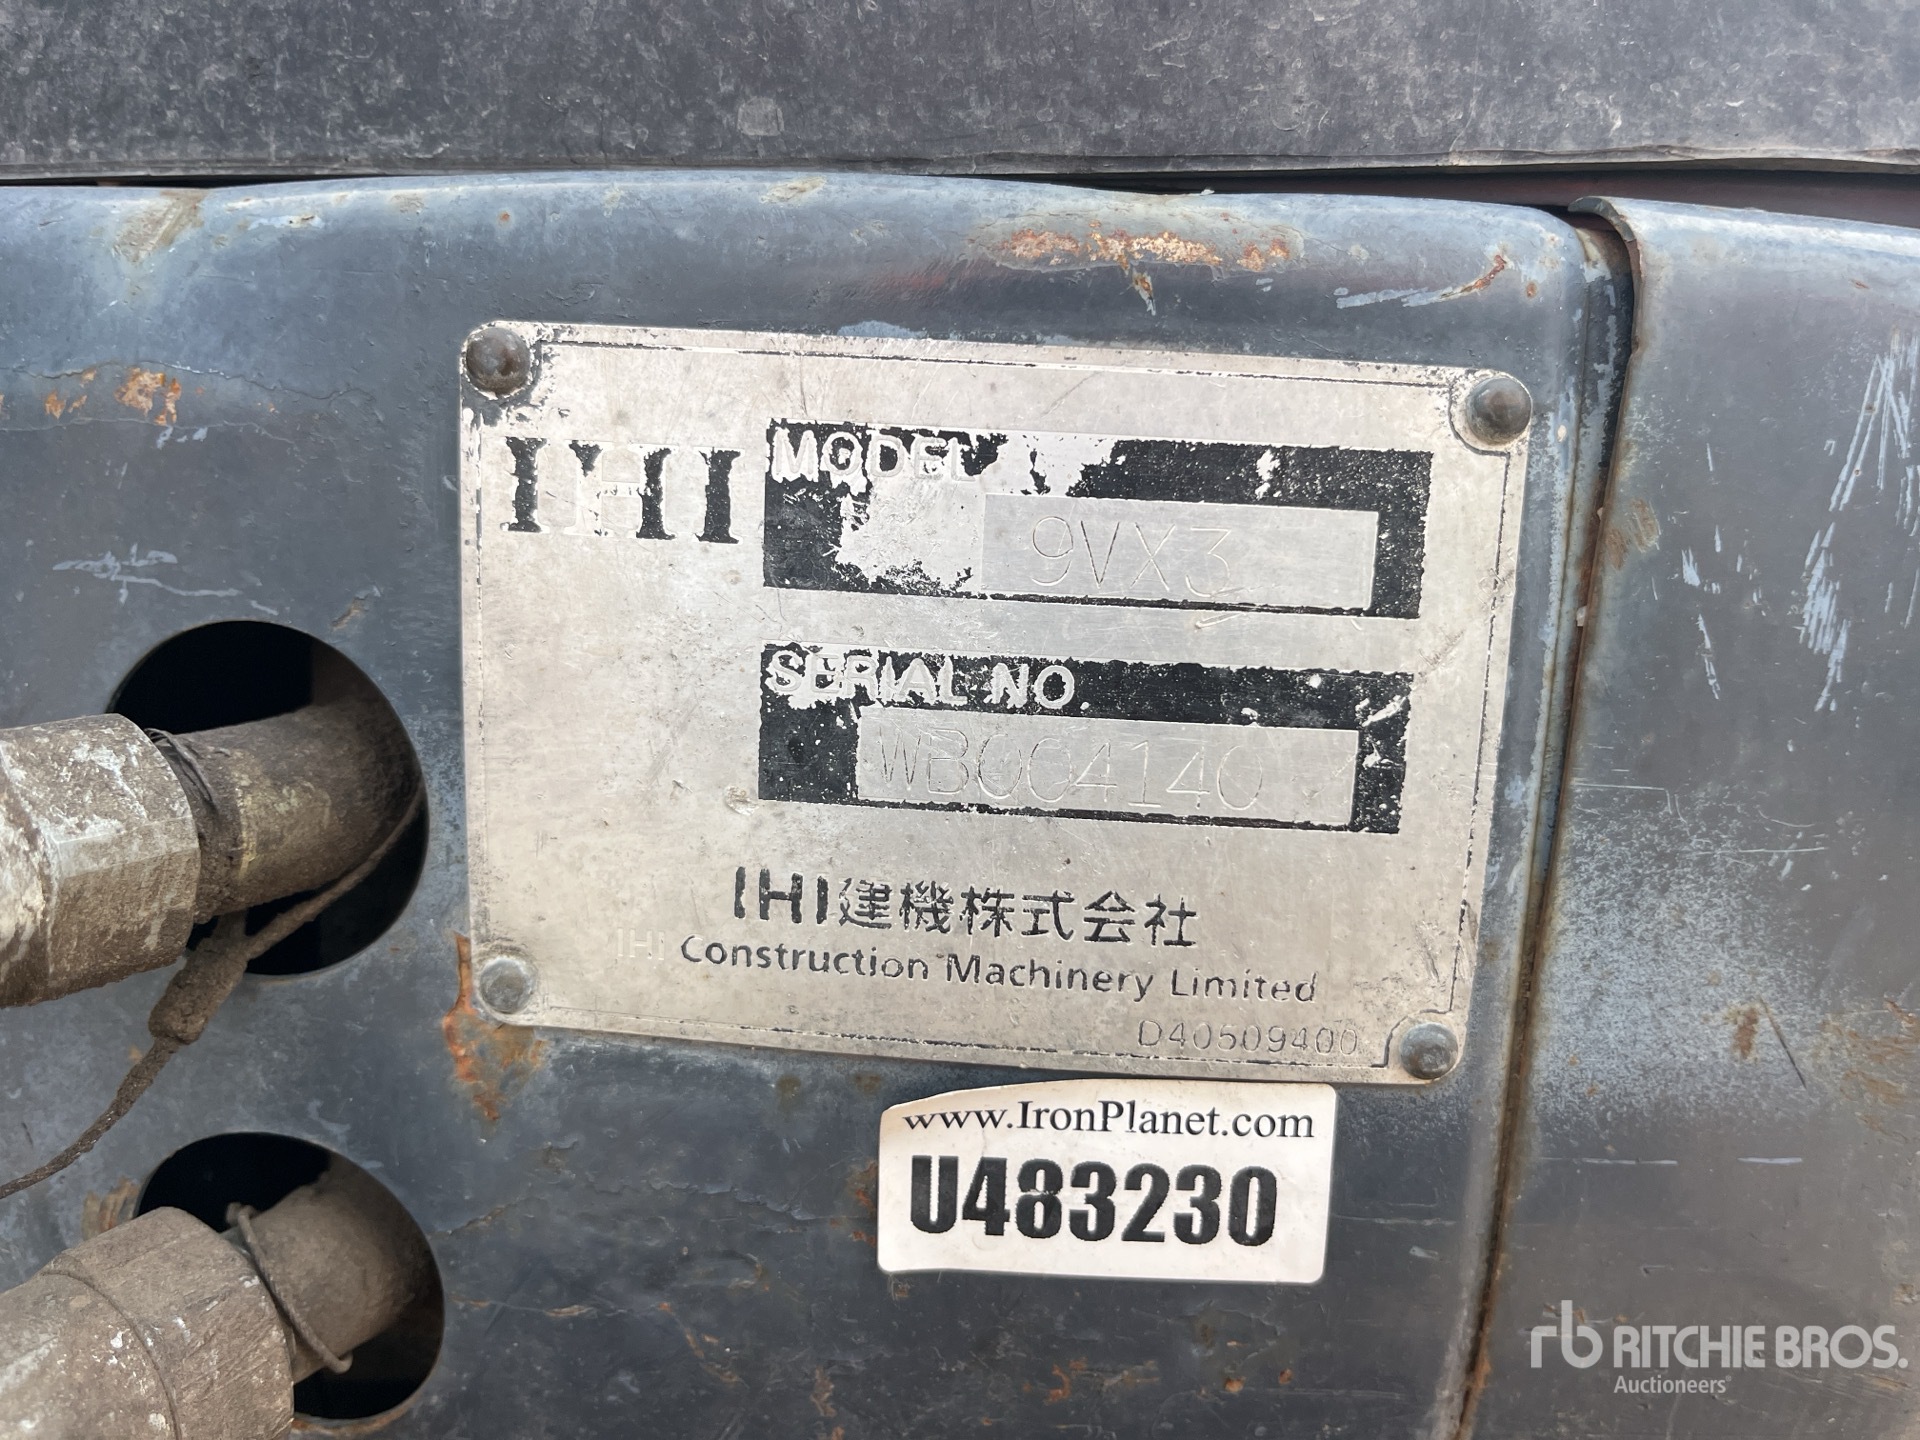 IHI
MODEL
9VX3
SERIAL NO.
WB004140
IHI建機株式会社
IHI Construction Machinery Limited
D40509400
www.IronPlanet.com
U483230
rb RITCHIE BROS.
Auctioneers